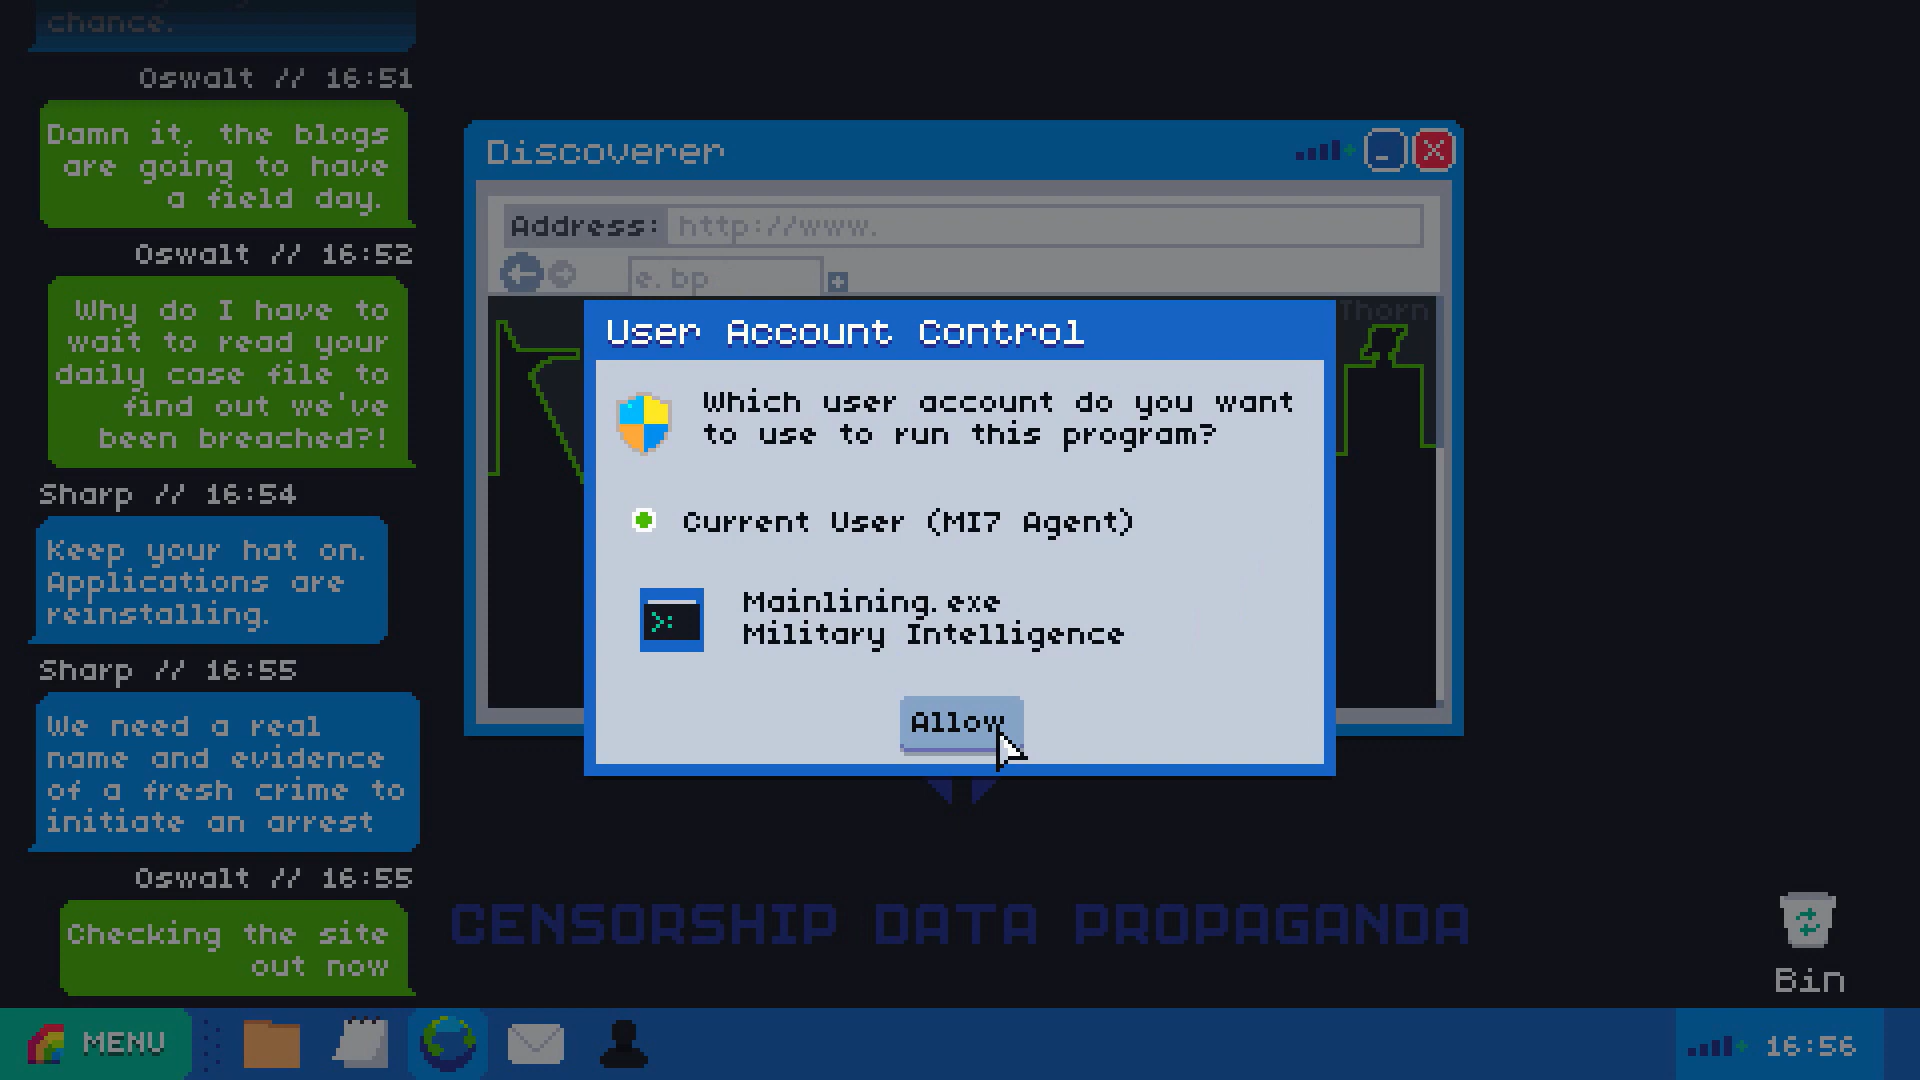 chance.
Oswalt // 16:51
Damn it, the blogs
are going to have
a field day.
Oswalt // 16:52
Why do I have to
wait to read your
daily case file to
find out we've
been breached?!
Sharp // 16:54
Keep your hat on.
Applications are
reinstalling.
Sharp // 16:55
We need a real
name and evidence
of a fresh crime to
initiate an arrest
Oswalt // 16:55
Checking the site
out now
Discoverer
Address: http://www.
e.bp
Thorn
User Account Control
Which user account do you want
to use to run this program?
Current User (MI7 Agent)
>:
Mainlining.exe
Military Intelligence
Allow
CENSORSHIP DATA PROPAGANDA
Bin
MENU
16:56